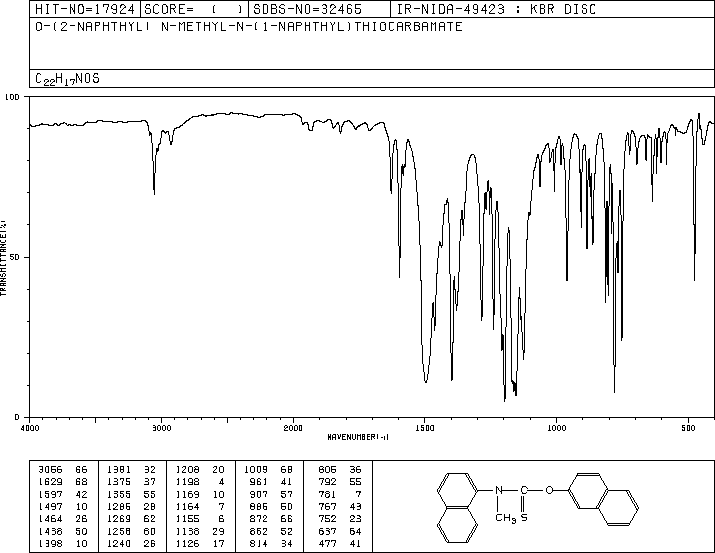 HIT-NO=17924 SCORE= ( ) SDBS-NO=32465 IR-NIDA-49423 : KBR DISC
O-(2-NAPHTHYL) N-METHYL-N-(1-NAPHTHYL)THIOCARBAMATE
C22H17NOS
100
50
0
TRANSMITTANCE(%)
4000 3000 2000 1500 1000 500
WAVENUMBER(-1)
3066 66 1381 32 1208 20 1009 68 806 36
1629 68 1375 37 1198 4 961 41 792 55
1597 42 1355 55 1169 10 907 57 781 7
1497 10 1286 28 1164 7 886 50 767 43
1464 26 1269 62 1155 6 872 66 752 23
1438 50 1258 60 1138 29 862 52 637 64
1398 10 1240 26 1126 17 814 34 477 41
N C O
CH3 S